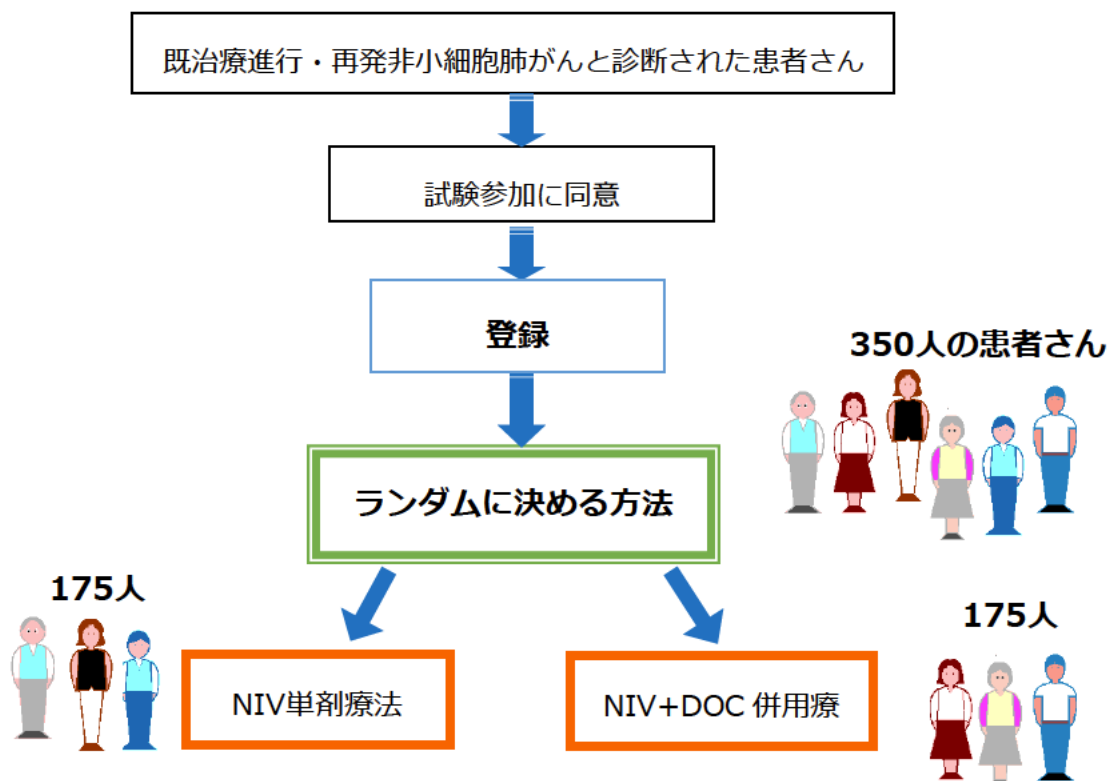 既治療進行・再発非小細胞肺がんと診断された患者さん
試験参加に同意
登録
350人の患者さん
ランダムに決める方法
175人
175人
NIV単剤療法
NIV+DOC 併用療